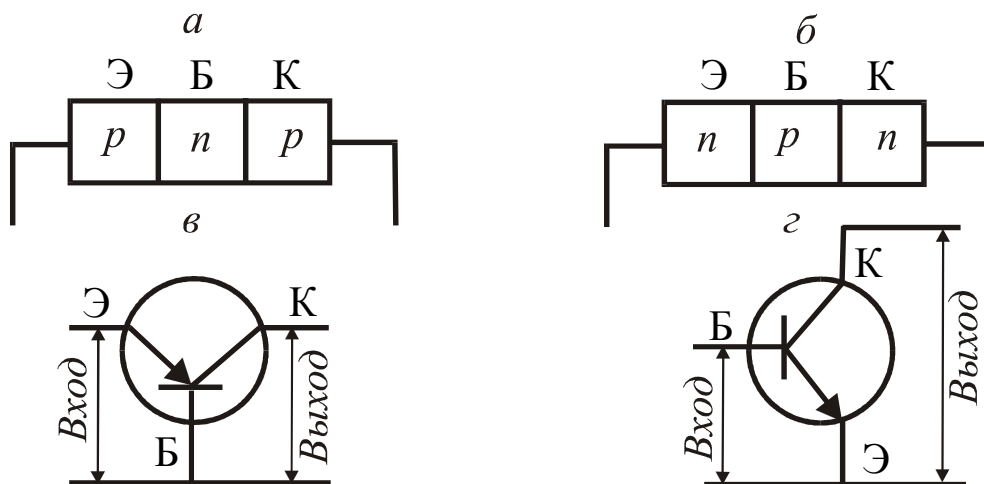 а б
Э Б К Э Б К
р п р п р п
в г
Э К Б К
Вход Выход Вход Выход
Б Э